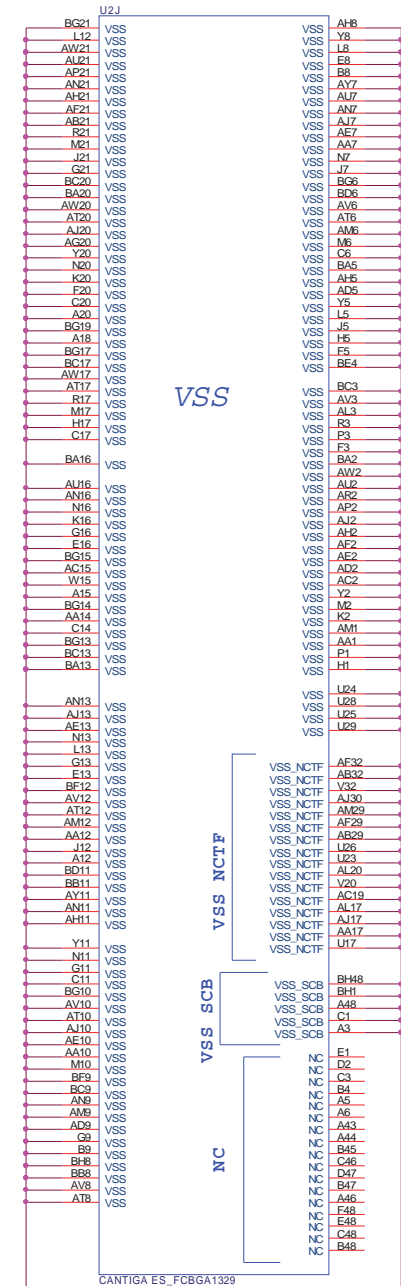 U2J
BG21 VSS
L12 VSS
AW21 VSS
AU21 VSS
AP21 VSS
AN21 VSS
AH21 VSS
AF21 VSS
AB21 VSS
R21 VSS
M21 VSS
J21 VSS
G21 VSS
BC20 VSS
BA20 VSS
AW20 VSS
AT20 VSS
AJ20 VSS
AG20 VSS
Y20 VSS
N20 VSS
K20 VSS
F20 VSS
C20 VSS
A20 VSS
BG19 VSS
A18 VSS
BG17 VSS
BC17 VSS
AW17 VSS
AT17 VSS
R17 VSS
M17 VSS
H17 VSS
C17 VSS
BA16 VSS
AU16 VSS
AN16 VSS
N16 VSS
K16 VSS
G16 VSS
E16 VSS
BG15 VSS
AC15 VSS
W15 VSS
A15 VSS
BG14 VSS
AA14 VSS
C14 VSS
BG13 VSS
BC13 VSS
BA13 VSS
AN13 VSS
AJ13 VSS
AE13 VSS
N13 VSS
L13 VSS
G13 VSS
E13 VSS
BF12 VSS
AV12 VSS
AT12 VSS
AM12 VSS
AA12 VSS
J12 VSS
A12 VSS
BD11 VSS
BB11 VSS
AY11 VSS
AN11 VSS
AH11 VSS
Y11 VSS
N11 VSS
G11 VSS
C11 VSS
BG10 VSS
AV10 VSS
AT10 VSS
AJ10 VSS
AE10 VSS
AA10 VSS
M10 VSS
BF9 VSS
BC9 VSS
AN9 VSS
AM9 VSS
AD9 VSS
G9 VSS
B9 VSS
BH8 VSS
BB8 VSS
AV8 VSS
AT8 VSS
VSS
VSS NCTF
VSS SCB
NC
VSS AH8
VSS Y8
VSS L8
VSS E8
VSS B8
VSS AY7
VSS AU7
VSS AN7
VSS AJ7
VSS AE7
VSS AA7
VSS N7
VSS J7
VSS BG6
VSS BD6
VSS AV6
VSS AT6
VSS AM6
VSS M6
VSS C6
VSS BA5
VSS AH5
VSS AD5
VSS Y5
VSS L5
VSS J5
VSS H5
VSS F5
VSS BE4
VSS BC3
VSS AV3
VSS AL3
VSS R3
VSS P3
VSS F3
VSS BA2
VSS AW2
VSS AU2
VSS AR2
VSS AP2
VSS AJ2
VSS AH2
VSS AF2
VSS AE2
VSS AD2
VSS AC2
VSS Y2
VSS M2
VSS K2
VSS AM1
VSS AA1
VSS P1
VSS H1
VSS U24
VSS U28
VSS U25
VSS U29
VSS_NCTF AF32
VSS_NCTF AB32
VSS_NCTF V32
VSS_NCTF AJ30
VSS_NCTF AM29
VSS_NCTF AF29
VSS_NCTF AB29
VSS_NCTF U26
VSS_NCTF U23
VSS_NCTF AL20
VSS_NCTF V20
VSS_NCTF AC19
VSS_NCTF AL17
VSS_NCTF AJ17
VSS_NCTF AA17
VSS_NCTF U17
VSS_SCB BH48
VSS_SCB BH1
VSS_SCB A48
VSS_SCB C1
VSS_SCB A3
NC E1
NC D2
NC C3
NC B4
NC A5
NC A6
NC A43
NC A44
NC B45
NC C46
NC D47
NC B47
NC A46
NC F48
NC E48
NC C48
NC B48
CANTIGA ES_FCBGA1329